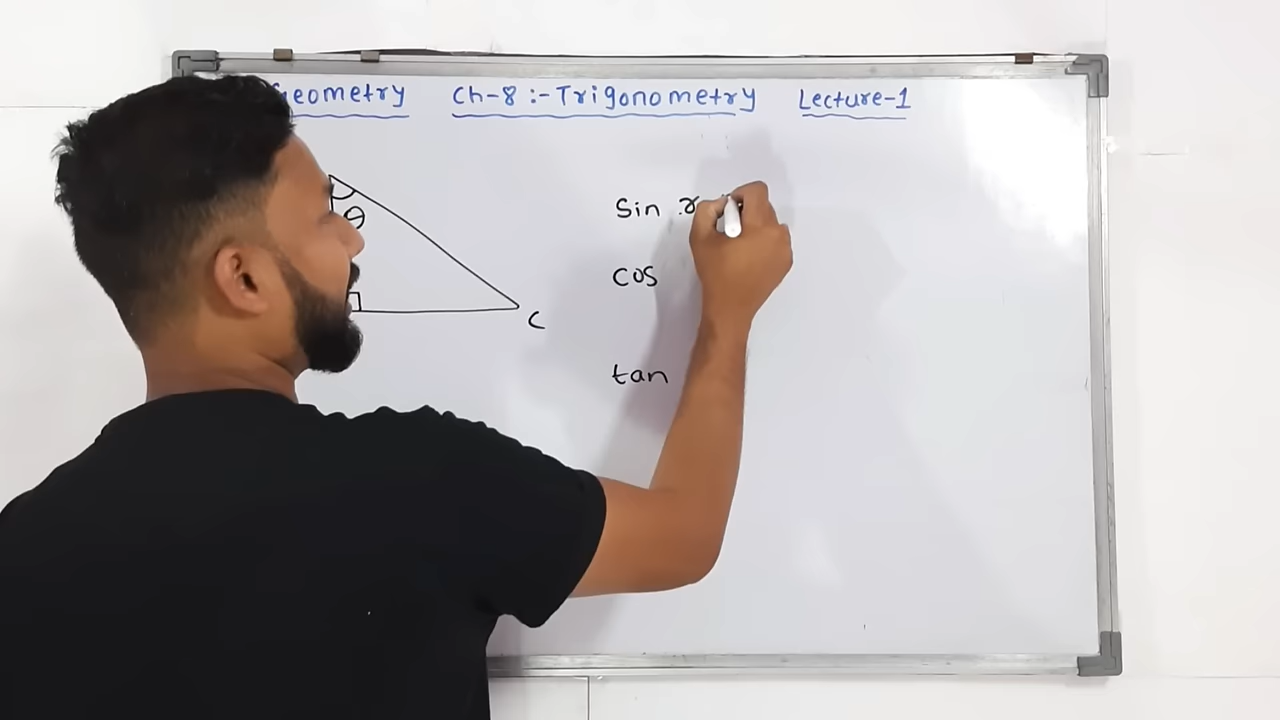 Geometry Ch-8 :- Trigonometry Lecture-1
θ
Sin
cos
C
tan